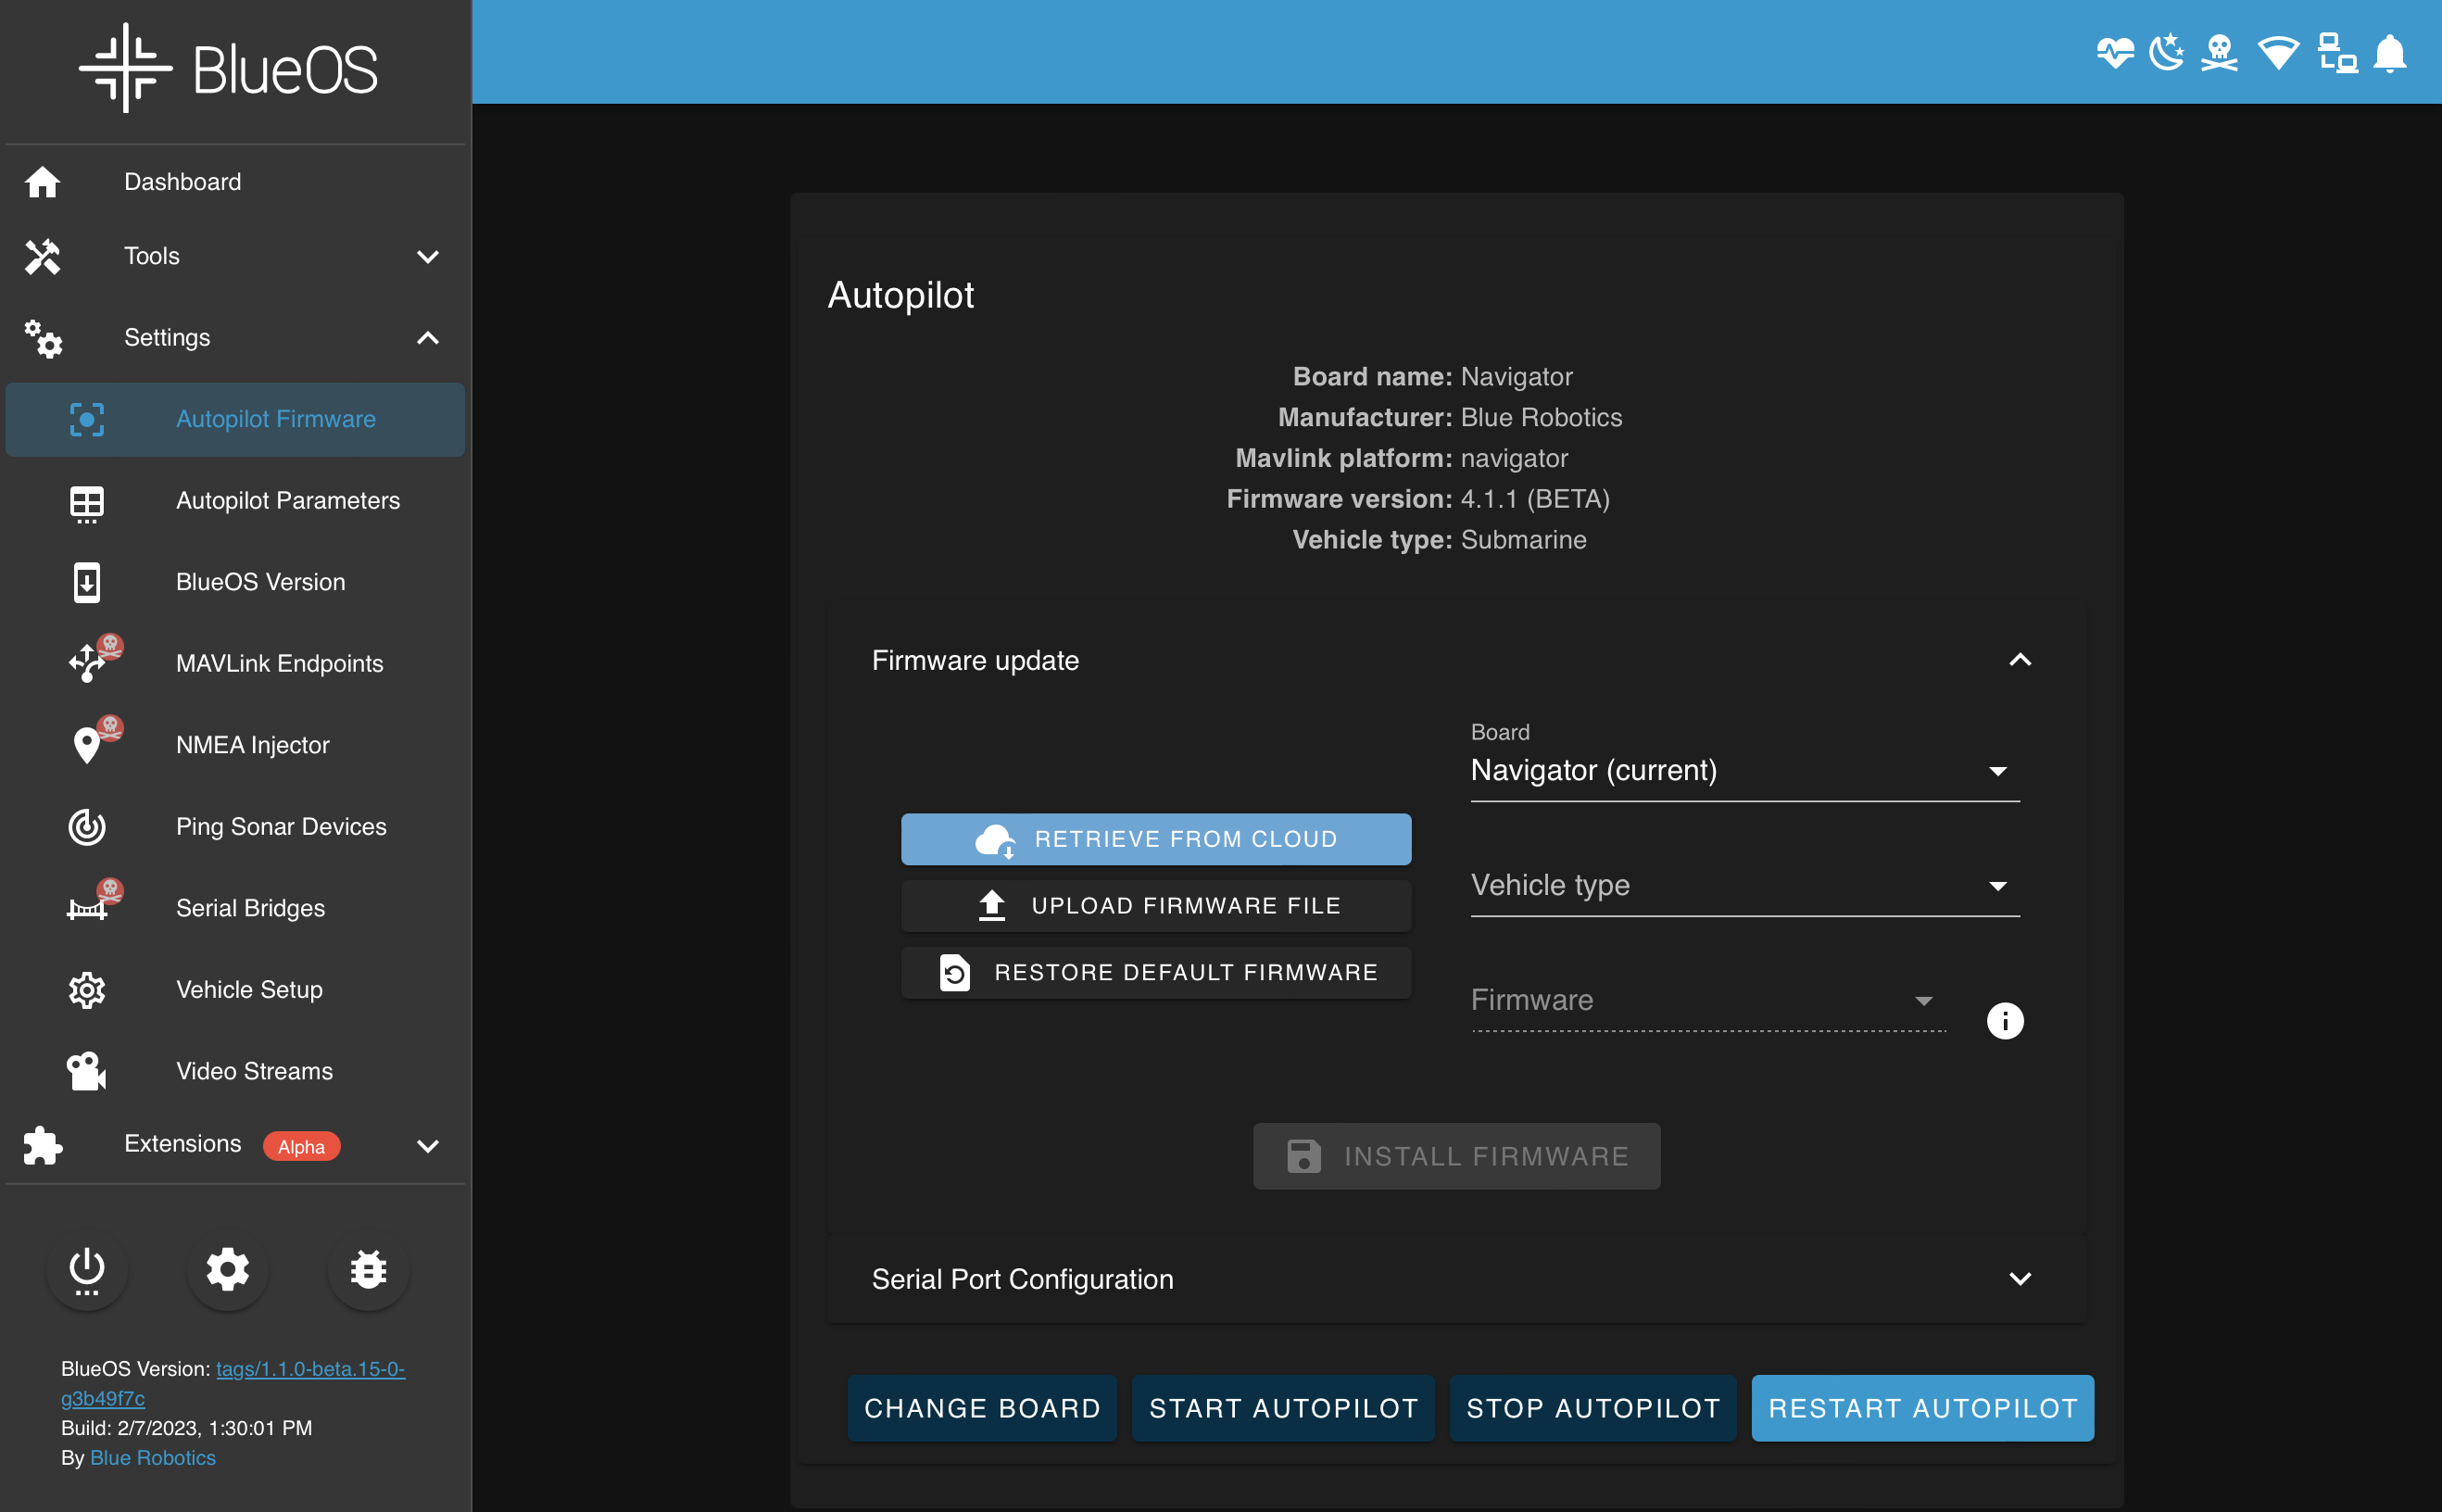 BlueOS
Dashboard
Tools
Settings
Autopilot Firmware
Autopilot Parameters
BlueOS Version
MAVLink Endpoints
NMEA Injector
Ping Sonar Devices
Serial Bridges
Vehicle Setup
Video Streams
Extensions Alpha
BlueOS Version: tags/1.1.0-beta.15-0-
g3b49f7c
Build: 2/7/2023, 1:30:01 PM
By Blue Robotics
Autopilot
Board name: Navigator
Manufacturer: Blue Robotics
Mavlink platform: navigator
Firmware version: 4.1.1 (BETA)
Vehicle type: Submarine
Firmware update
RETRIEVE FROM CLOUD
UPLOAD FIRMWARE FILE
RESTORE DEFAULT FIRMWARE
Board
Navigator (current)
Vehicle type
Firmware
INSTALL FIRMWARE
Serial Port Configuration
CHANGE BOARD
START AUTOPILOT
STOP AUTOPILOT
RESTART AUTOPILOT